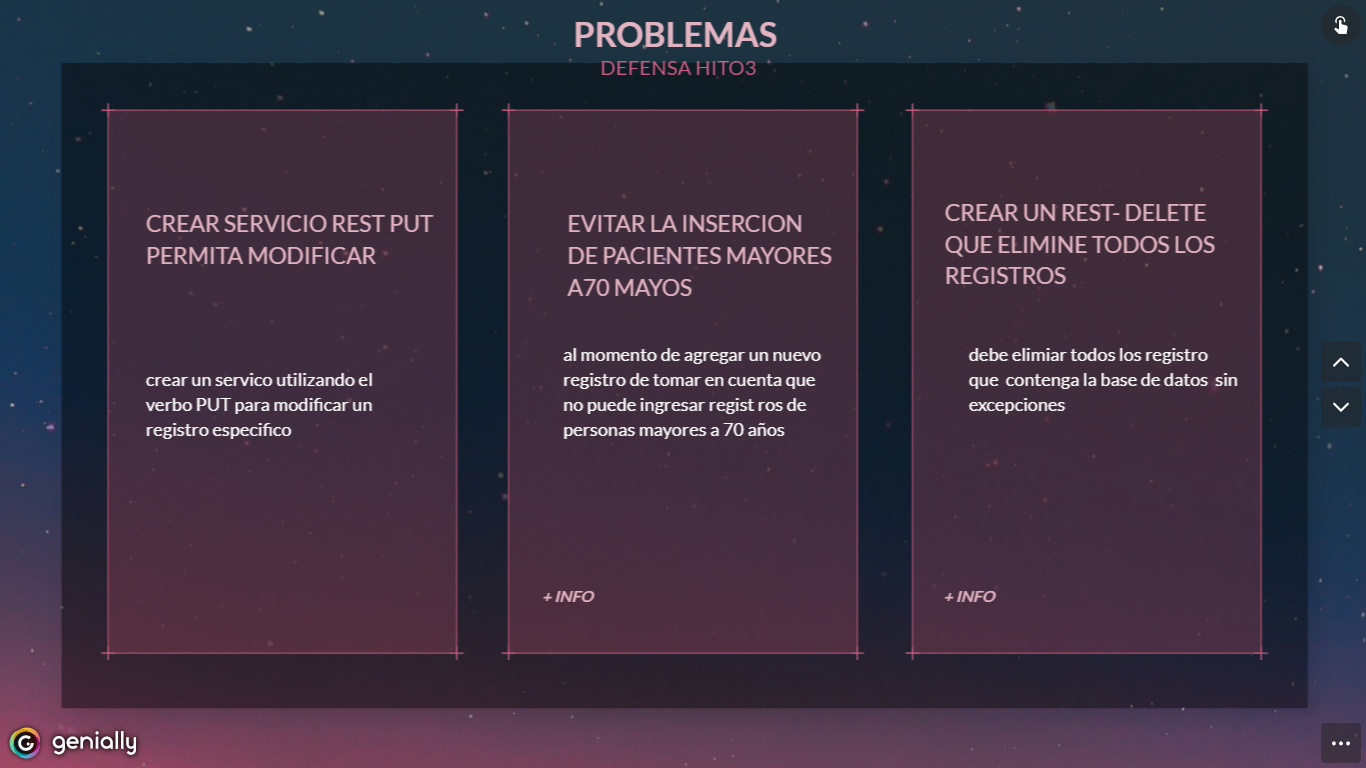 PROBLEMAS
DEFENSA HITO3
CREAR SERVICIO REST PUT
PERMITA MODIFICAR
crear un servico utilizando el
verbo PUT para modificar un
registro especifico
EVITAR LA INSERCION
DE PACIENTES MAYORES
A70 MAYOS
al momento de agregar un nuevo
registro de tomar en cuenta que
no puede ingresar regist ros de
personas mayores a 70 años
+ INFO
CREAR UN REST- DELETE
QUE ELIMINE TODOS LOS
REGISTROS
debe elimiar todos los registro
que contenga la base de datos sin
excepciones
+ INFO
genially